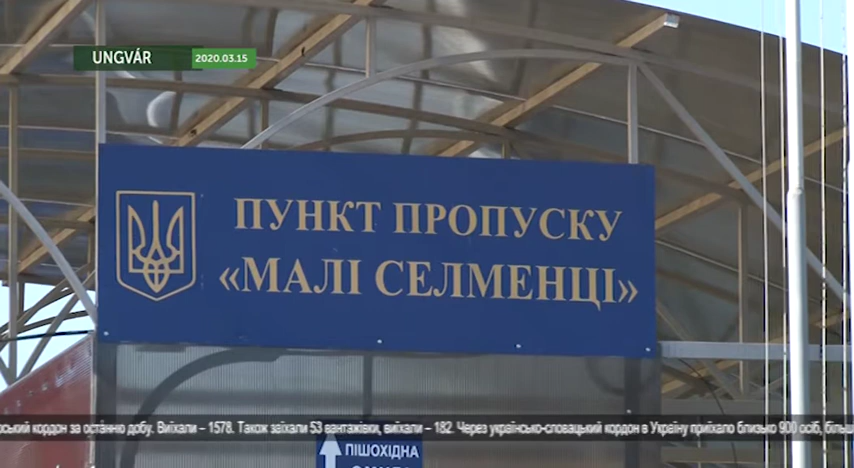 UNGVÁR
2020.03.15
ПУНКТ ПРОПУСКУ
«МАЛІ СЕЛМЕНЦІ»
кордон за останню добу. Виїхали – 1578. Також заїхали 53 вантажівки, виїхали – 182. Через українсько-словацький кордон в Україну приїхало близько 900 осіб,
ПІШОХІДНА